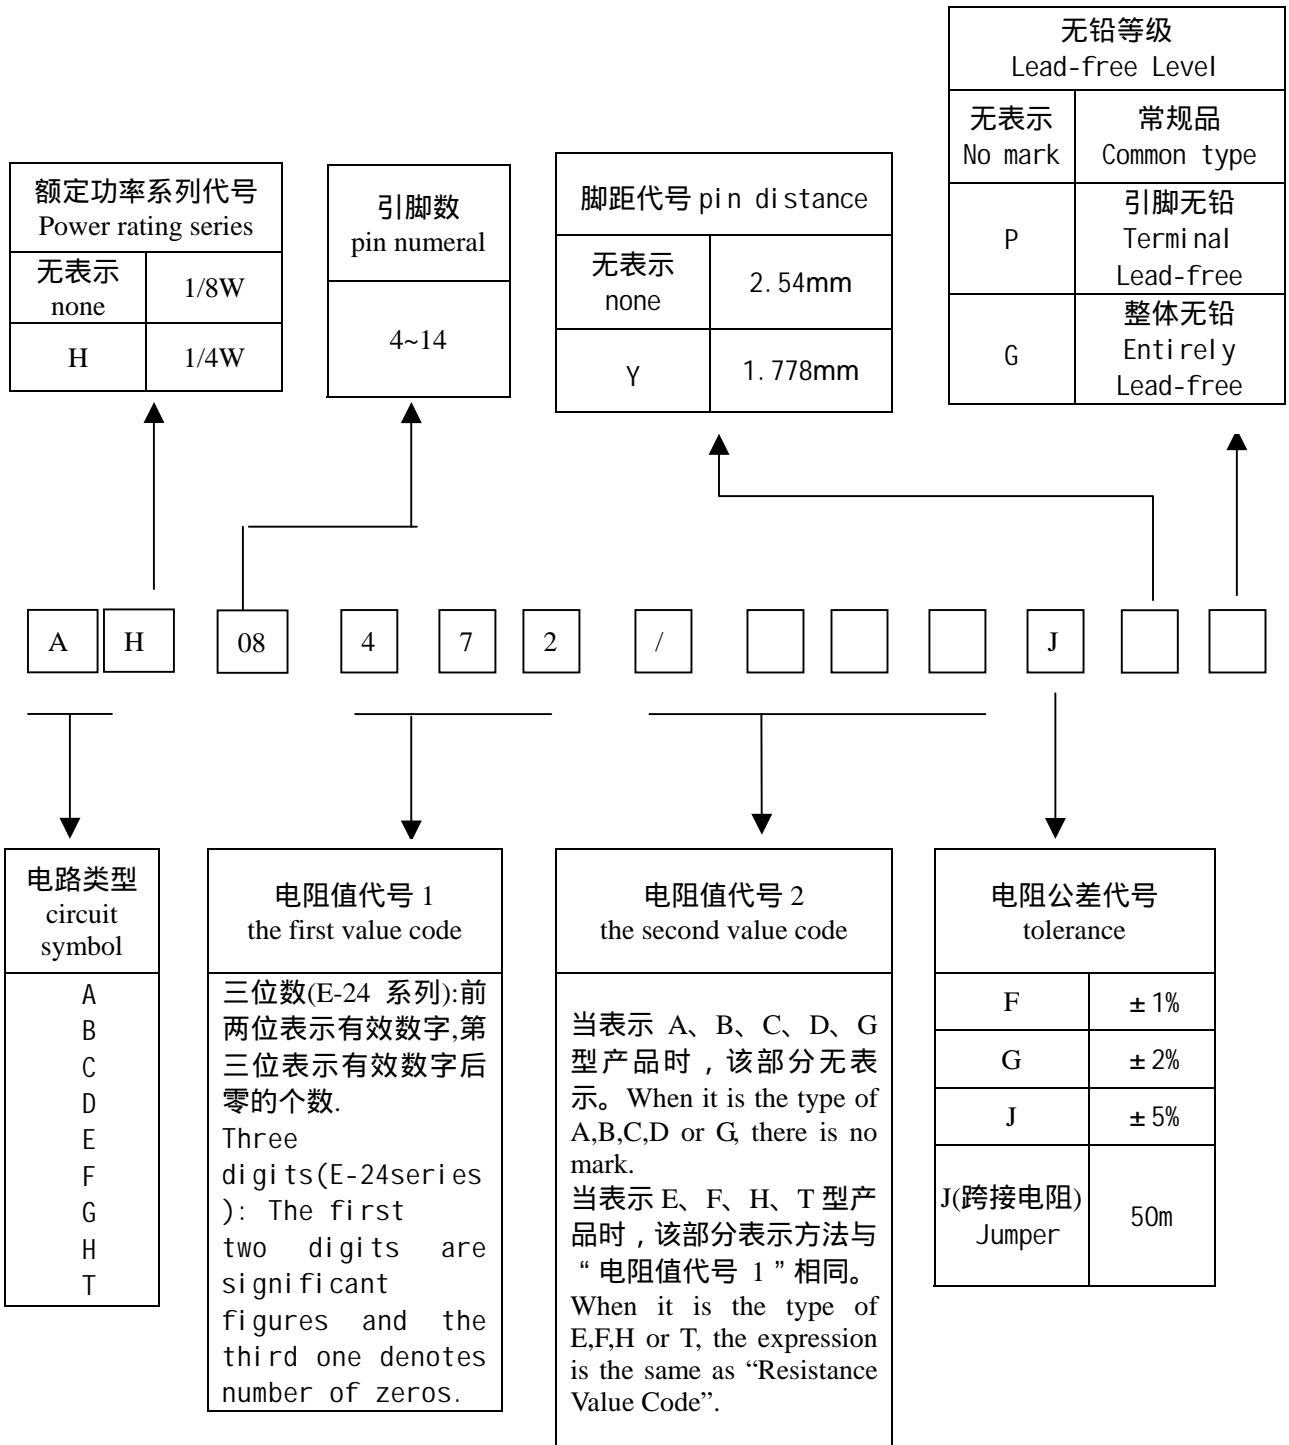 无铅等级
Lead-free Level
无表示
No mark
常规品
Common type
P
引脚无铅
Terminal
Lead-free
G
整体无铅
Entirely
Lead-free
额定功率系列代号
Power rating series
无表示
none
1/8W
H
1/4W
引脚数
pin numeral
4~14
脚距代号 pin distance
无表示
none
2.54mm
Y
1.778mm
A H 08 4 7 2 / J
电路类型
circuit
symbol
A
B
C
D
E
F
G
H
T
电阻值代号 1
the first value code
三位数(E-24 系列):前
两位表示有效数字,第
三位表示有效数字后
零的个数.
Three
digits(E-24series
): The first
two digits are
significant
figures and the
third one denotes
number of zeros.
电阻值代号 2
the second value code
当表示 A、B、C、D、G
型产品时，该部分无表
示。When it is the type of
A,B,C,D or G, there is no
mark.
当表示 E、F、H、T 型产
品时，该部分表示方法与
“电阻值代号 1”相同。
When it is the type of
E,F,H or T, the expression
is the same as “Resistance
Value Code”.
电阻公差代号
tolerance
F
±1%
G
±2%
J
±5%
J(跨接电阻)
Jumper
50m